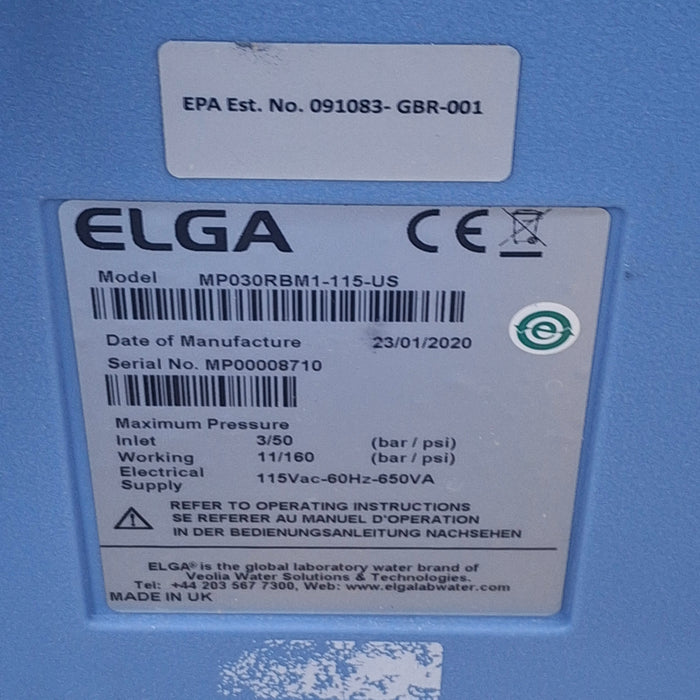 EPA Est. No. 091083- GBR-001
ELGA CE
Model MP030RBM1-115-US
Date of Manufacture 23/01/2020
e
Serial No. MP00008710
Maximum Pressure
Inlet 3/50 (bar / psi)
Working 11/160 (bar / psi)
Electrical Supply 115Vac-60Hz-650VA
REFER TO OPERATING INSTRUCTIONS
SE REFERER AU MANUEL D'OPERATION
IN DER BEDIENUNGSANLEITUNG NACHSEHEN
ELGA® is the global laboratory water brand of
Veolia Water Solutions & Technologies.
Tel: +44 203 567 7300, Web: www.elgalabwater.com
MADE IN UK